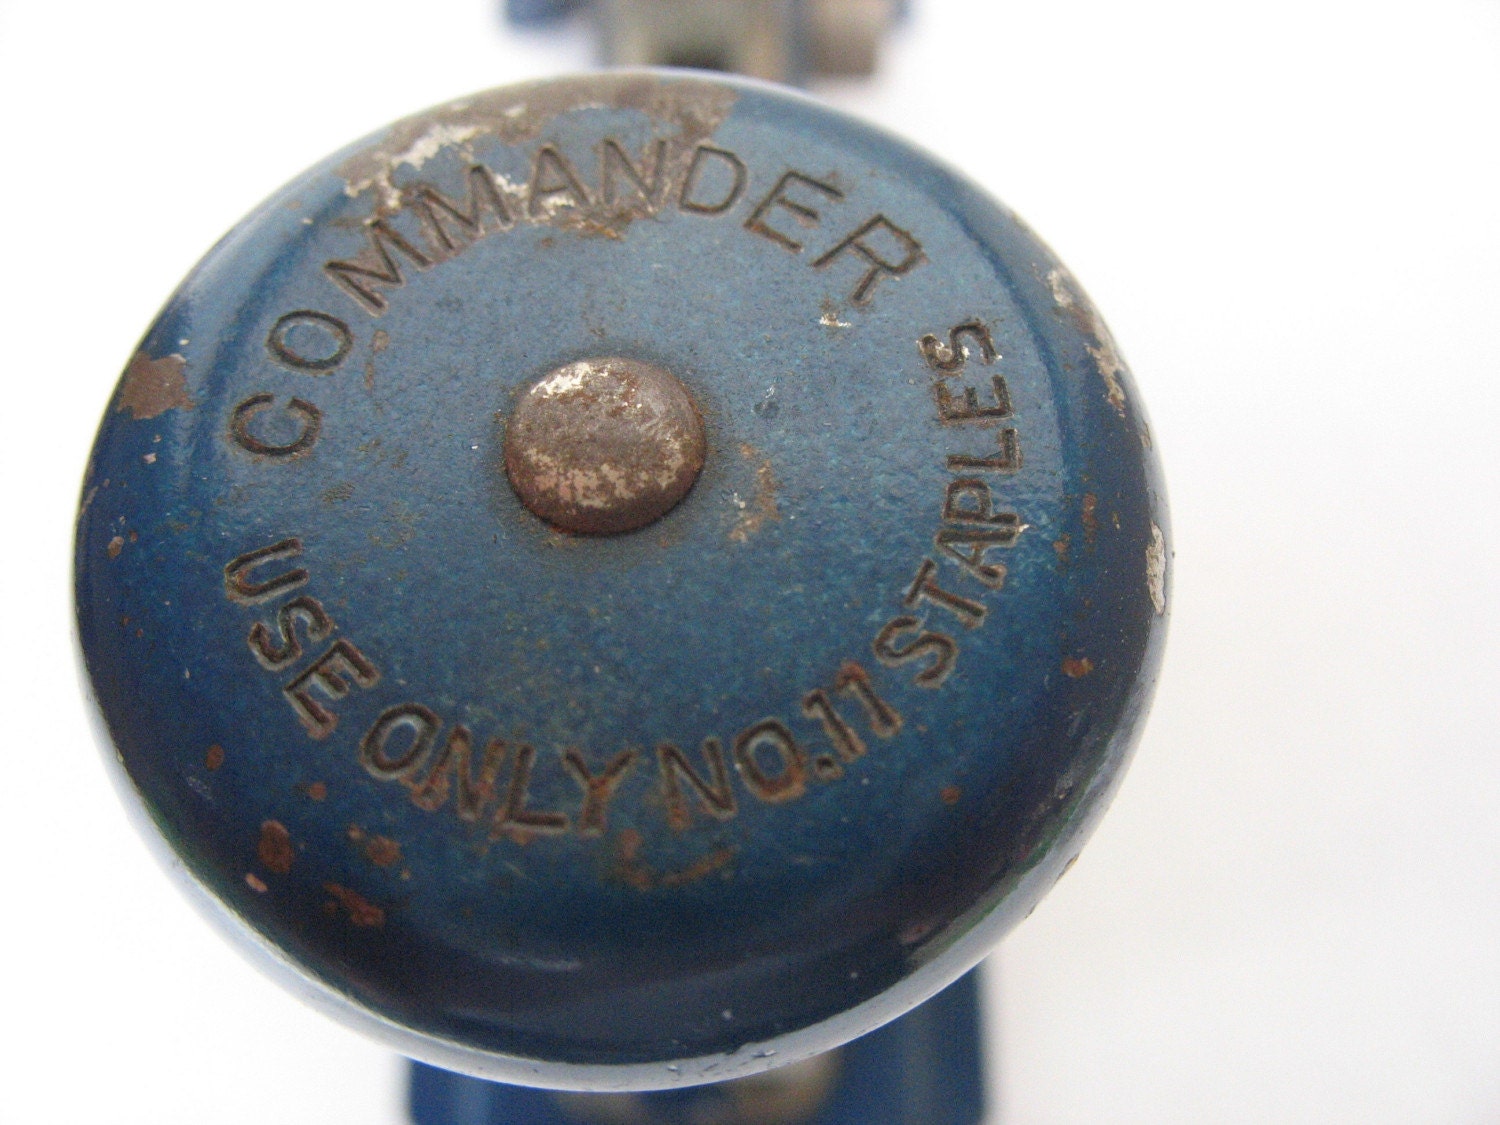 COMMANDER
USE ONLY NO.11 STAPLES